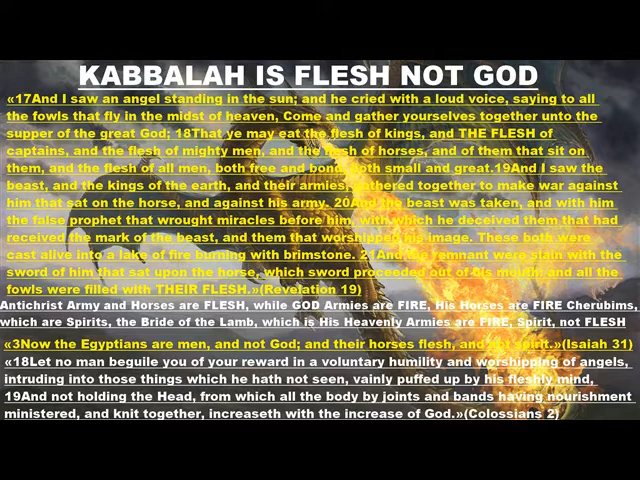 KABBALAH IS FLESH NOT GOD
«17And I saw an angel standing in the sun; and he cried with a loud voice, saying to all
the fowls that fly in the midst of heaven, Come and gather yourselves together unto the
supper of the great God; 18That ye may eat the flesh of kings, and THE FLESH of
captains, and the flesh of mighty men, and the flesh of horses, and of them that sit on
them, and the flesh of all men, both free and bond, both small and great.19And I saw the
beast, and the kings of the earth, and their armies, gathered together to make war against
him that sat on the horse, and against his army. 20And the beast was taken, and with him
the false prophet that wrought miracles before him, with which he deceived them that had
received the mark of the beast, and them that worshipped his image. These both were
cast alive into a lake of fire burning with brimstone. 21And the remnant were slain with the
sword of him that sat upon the horse, which sword proceeded out of his mouth: and all the
fowls were filled with THEIR FLESH.»(Revelation 19)
Antichrist Army and Horses are FLESH, while GOD Armies are FIRE, His Horses are FIRE Cherubims,
which are Spirits, the Bride of the Lamb, which is His Heavenly Armies are FIRE, Spirit, not FLESH
«3Now the Egyptians are men, and not God; and their horses flesh, and not spirit.»(Isaiah 31)
«18Let no man beguile you of your reward in a voluntary humility and worshipping of angels,
intruding into those things which he hath not seen, vainly puffed up by his fleshly mind,
19And not holding the Head, from which all the body by joints and bands having nourishment
ministered, and knit together, increaseth with the increase of God.»(Colossians 2)